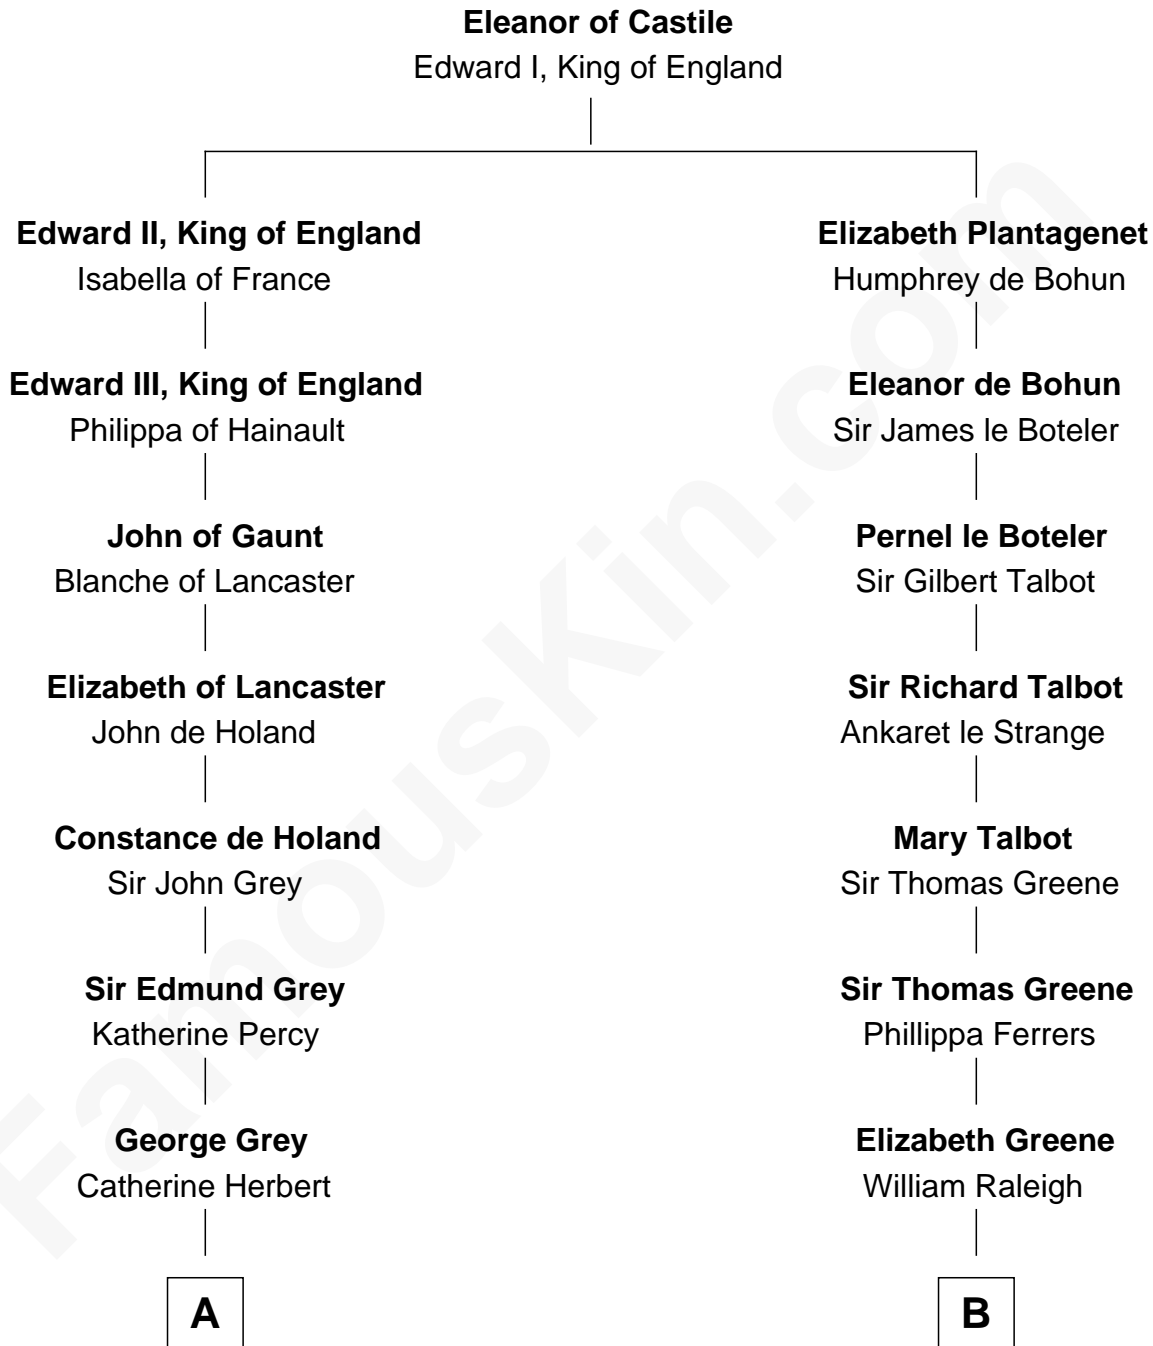 Eleanor of Castile
Edward I, King of England
Edward II, King of England
Isabella of France
Edward III, King of England
Philippa of Hainault
John of Gaunt
Blanche of Lancaster
Elizabeth of Lancaster
John de Holand
Constance de Holand
Sir John Grey
Sir Edmund Grey
Katherine Percy
George Grey
Catherine Herbert
A
Elizabeth Plantagenet
Humphrey de Bohun
Eleanor de Bohun
Sir James le Boteler
Pernel le Boteler
Sir Gilbert Talbot
Sir Richard Talbot
Ankaret le Strange
Mary Talbot
Sir Thomas Greene
Sir Thomas Greene
Phillippa Ferrers
Elizabeth Greene
William Raleigh
B
FamousKin.com